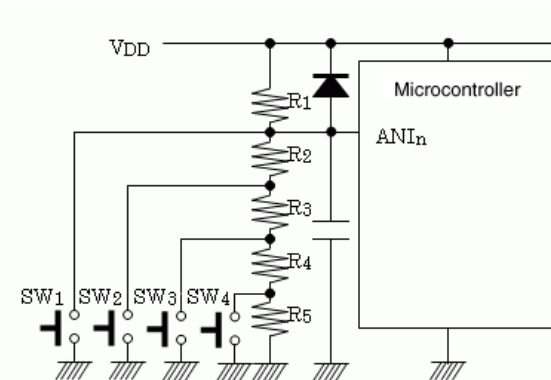 VDD
Microcontroller
R1
ANIn
R2
R3
R4
SW1 SW2 SW3 SW4
R5